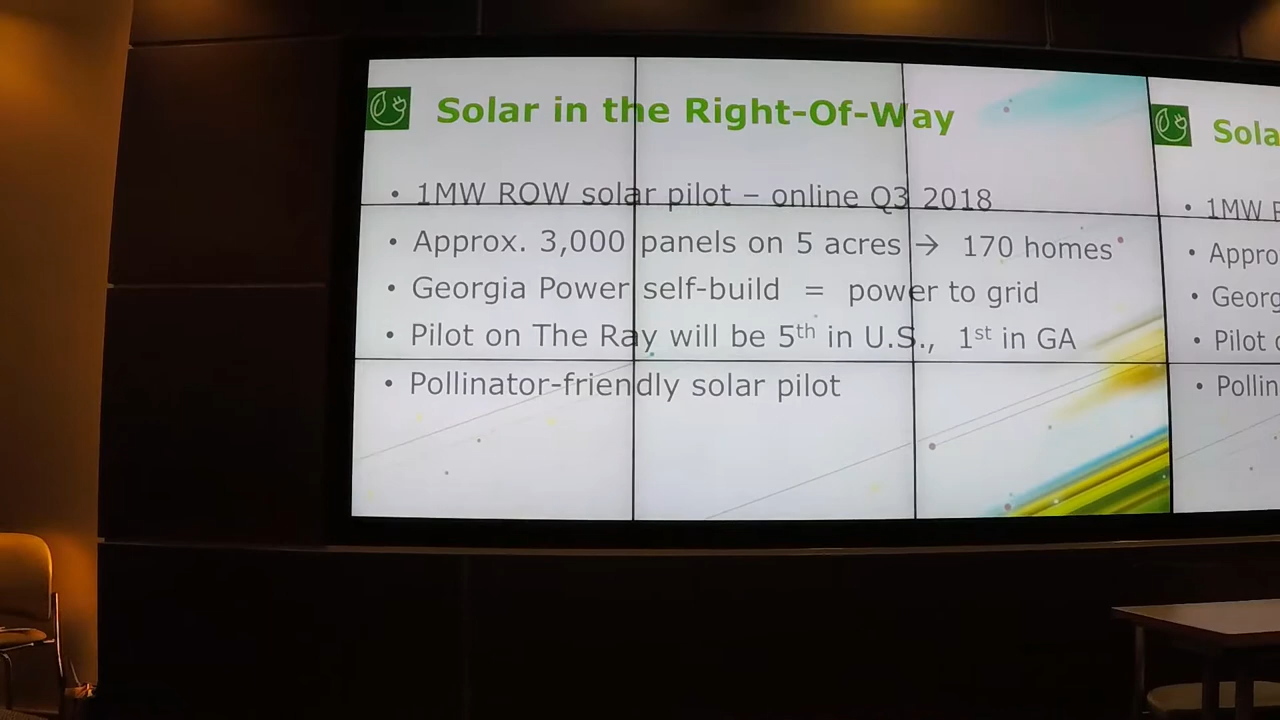 Solar in the Right-Of-Way
• 1MW ROW solar pilot – online Q3 2018
• Approx. 3,000 panels on 5 acres → 170 homes
• Georgia Power self-build = power to grid
• Pilot on The Ray will be 5th in U.S., 1st in GA
• Pollinator-friendly solar pilot
Sola
• 1MW
• Appro
• Georg
• Pilot
• Pollin